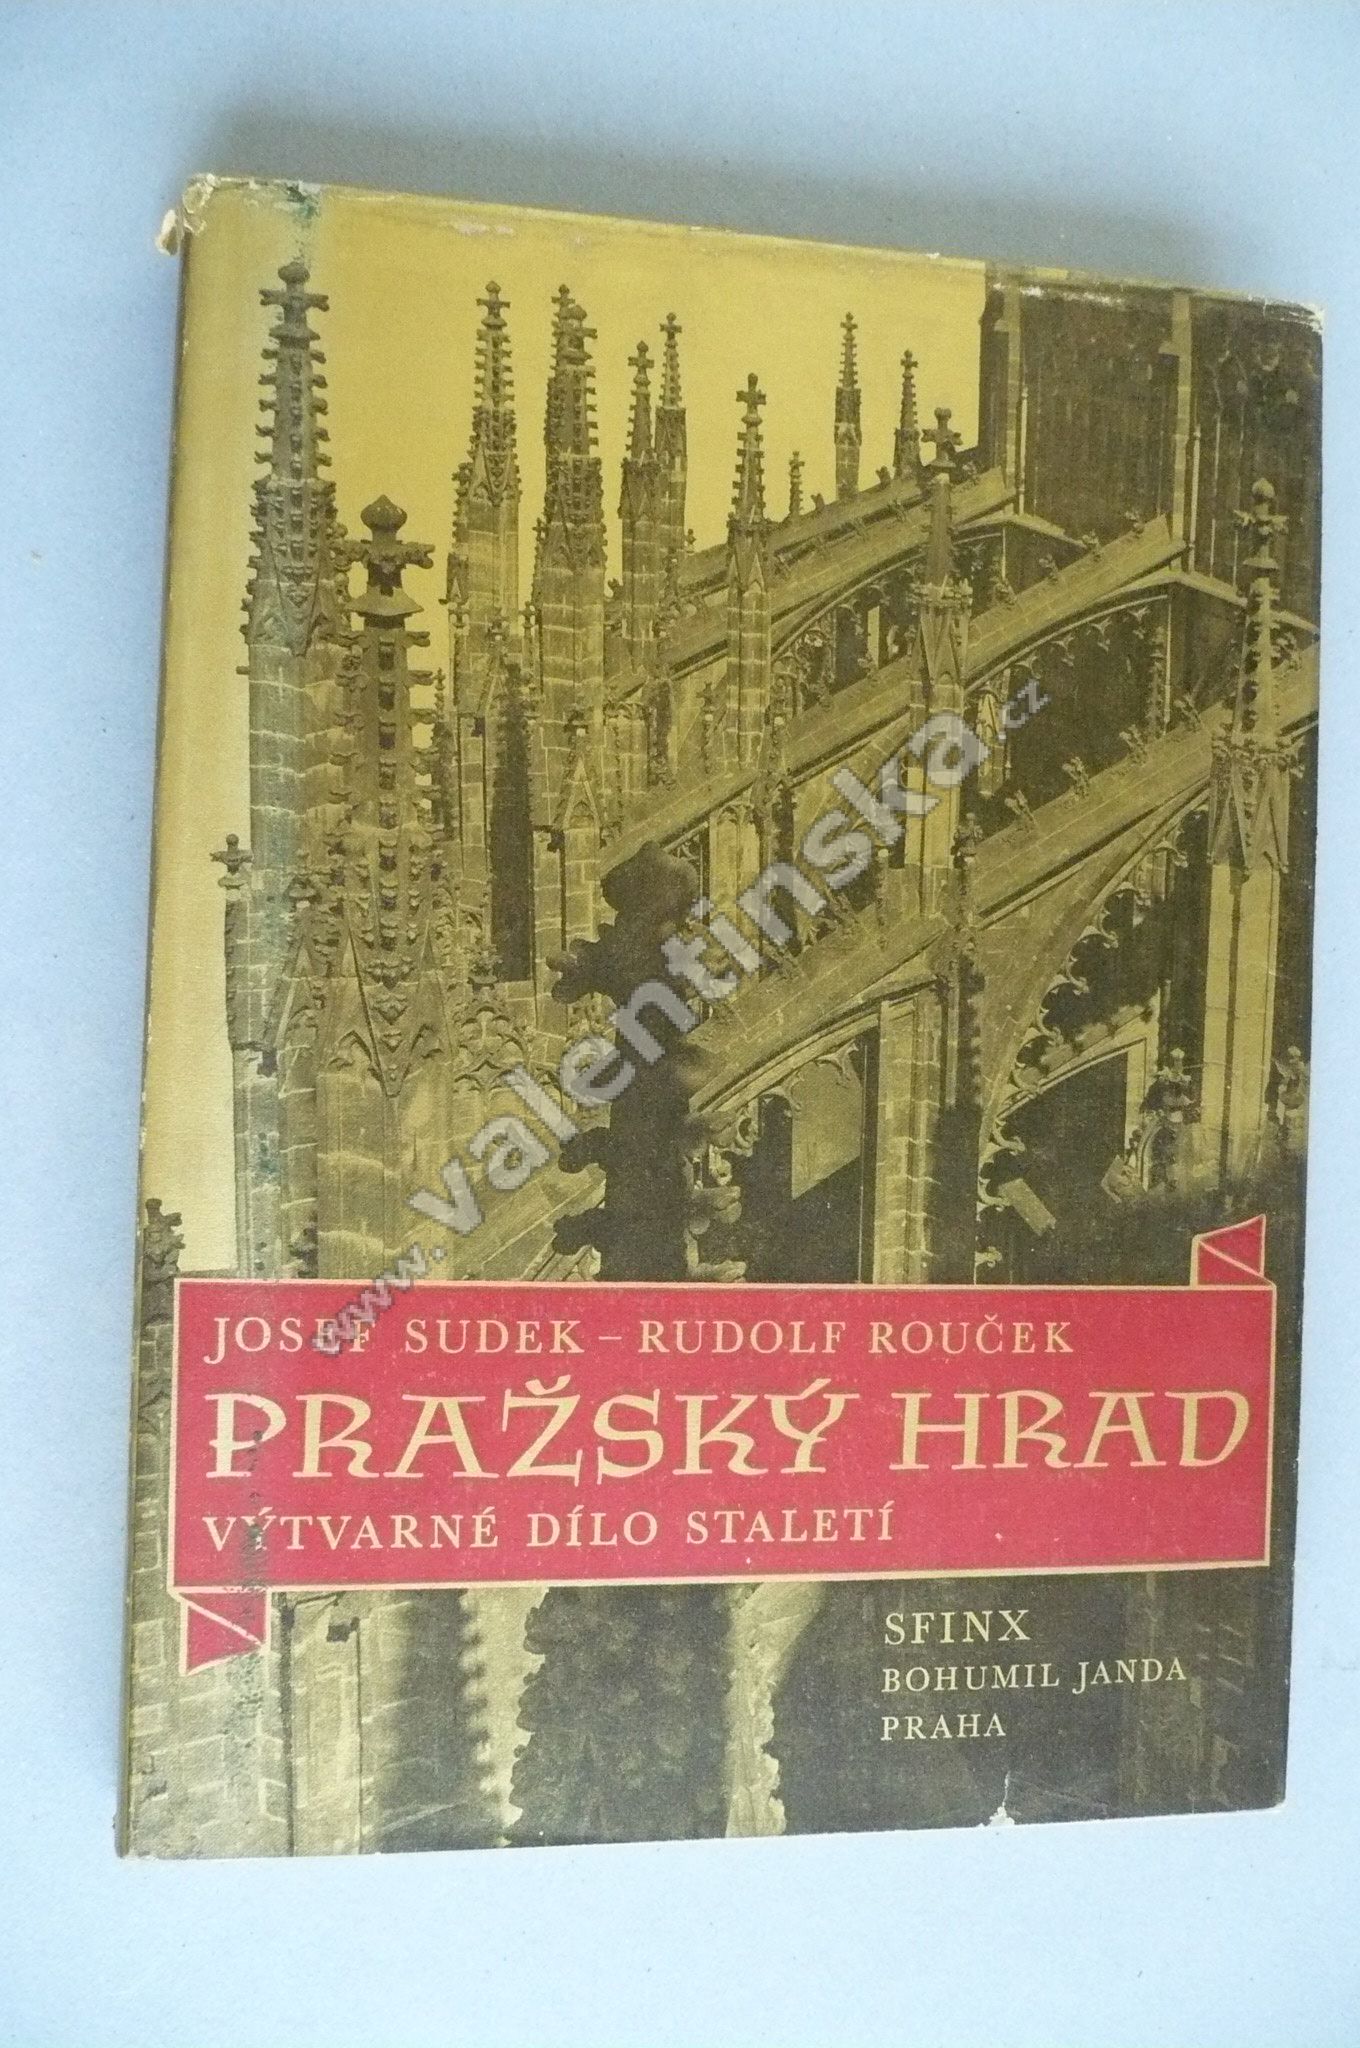 www.valentinska.cz
JOSEF SUDEK – RUDOLF ROUČEK
PRAŽSKÝ HRAD
VÝTVARNÉ DÍLO STALETÍ
SFINX
BOHUMIL JANDA
PRAHA